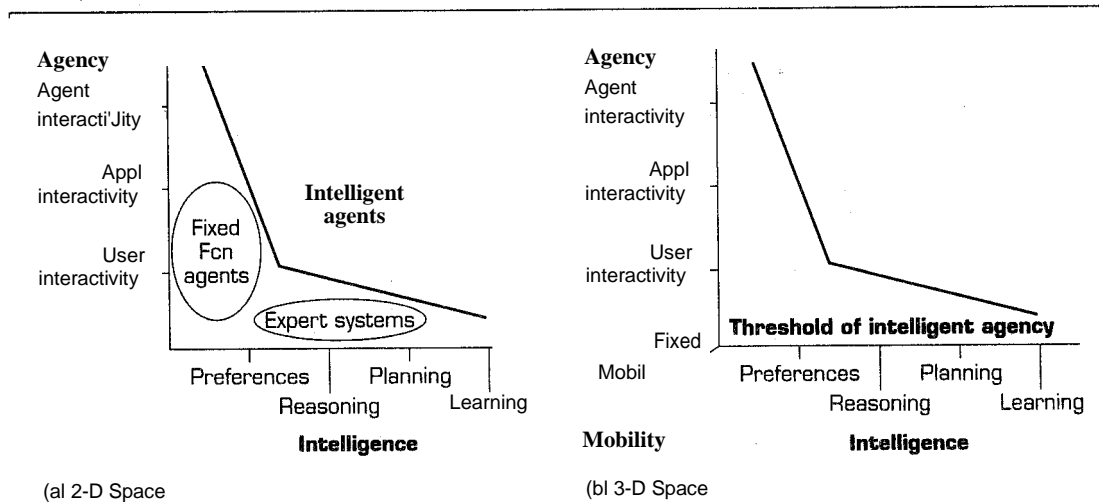 Agency
Agent
interacti'Jity
Appl
interactivity
User
interactivity
Fixed
Fcn
agents
Intelligent
agents
Expert systems
Preferences
Planning
Reasoning
Learning
Intelligence
(al 2-D Space
Agency
Agent
interactivity
Appl
interactivity
User
interactivity
Fixed
Threshold of intelligent agency
Mobil
Preferences
Planning
Reasoning
Learning
Mobility
Intelligence
(bl 3-D Space